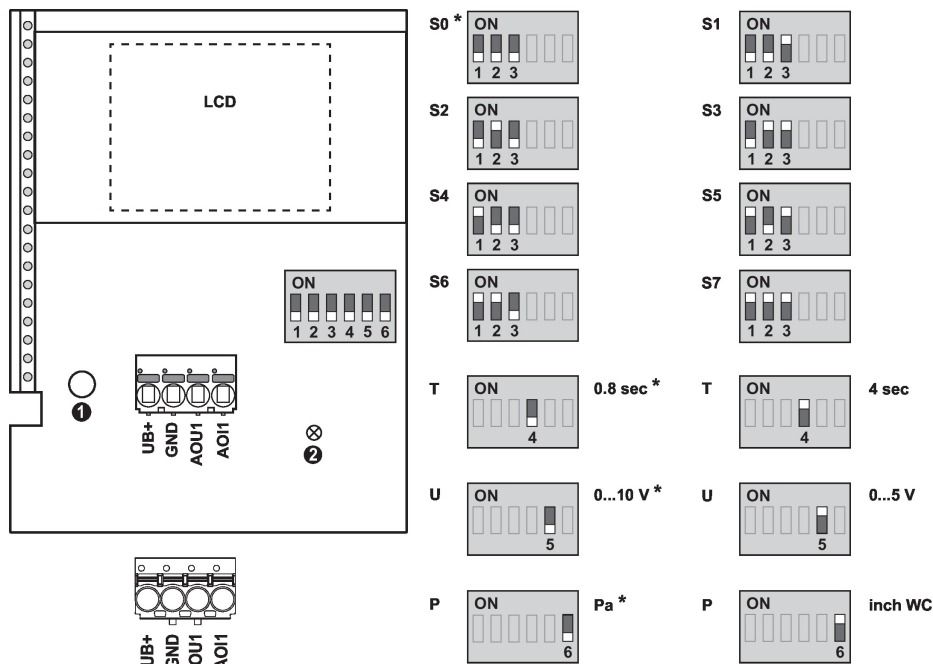 LCD
ON
1 2 3 4 5 6
❶
UB+
GND
AOU1
AOI1
❷
UB+
GND
AOU1
AOI1
S0 *
ON
1 2 3
S1
ON
1 2 3
S2
ON
1 2 3
S3
ON
1 2 3
S4
ON
1 2 3
S5
ON
1 2 3
S6
ON
1 2 3
S7
ON
1 2 3
T
ON
4
0.8 sec *
T
ON
4
4 sec
U
ON
5
0...10 V *
U
ON
5
0...5 V
P
ON
6
Pa *
P
ON
6
inch WC